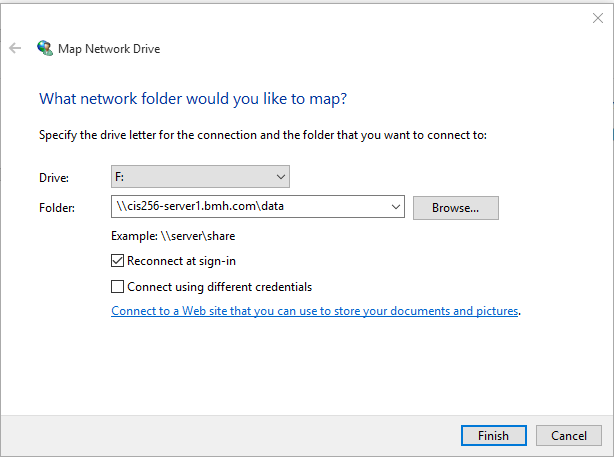 Map Network Drive
What network folder would you like to map?
Specify the drive letter for the connection and the folder that you want to connect to:
Drive: F:
Folder: \\cis256-server1.bmh.com\data Browse...
Example: \\server\share
Reconnect at sign-in
Connect using different credentials
Connect to a Web site that you can use to store your documents and pictures.
Finish Cancel